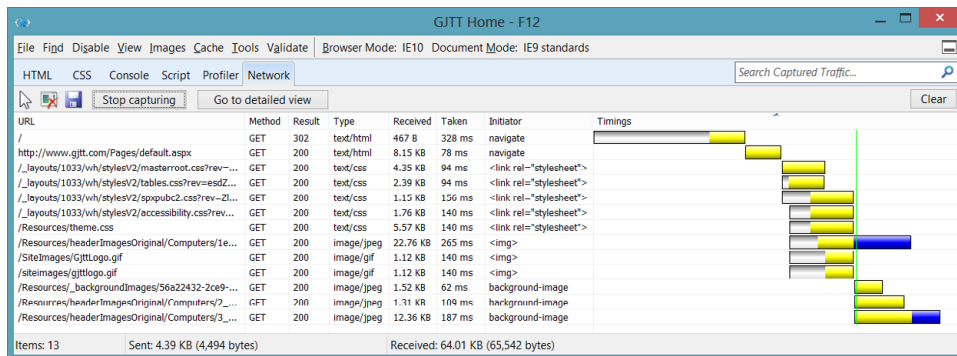 GJTT Home - F12
File Find Disable View Images Cache Tools Validate Browser Mode: IE10 Document Mode: IE9 standards
HTML CSS Console Script Profiler Network Search Captured Traffic...
Stop capturing Go to detailed view Clear
URL Method Result Type Received Taken Initiator Timings
/ GET 302 text/html 467 B 328 ms navigate
http://www.gjtt.com/Pages/default.aspx GET 200 text/html 8.15 KB 78 ms navigate
/_layouts/1033/wh/stylesV2/masterroot.css?rev=... GET 200 text/css 4.35 KB 94 ms <link rel="stylesheet">
/_layouts/1033/wh/stylesV2/tables.css?rev=esdZ... GET 200 text/css 2.39 KB 94 ms <link rel="stylesheet">
/_layouts/1033/wh/stylesV2/spxpubc2.css?rev=Zl... GET 200 text/css 1.15 KB 156 ms <link rel="stylesheet">
/_layouts/1033/wh/stylesV2/accessibility.css?rev... GET 200 text/css 1.76 KB 140 ms <link rel="stylesheet">
/Resources/theme.css GET 200 text/css 5.57 KB 140 ms <link rel="stylesheet">
/Resources/headerImagesOriginal/Computers/1e... GET 200 image/jpeg 22.76 KB 265 ms <img>
/SiteImages/GjttLogo.gif GET 200 image/gif 1.12 KB 140 ms <img>
/siteimages/gjttlogo.gif GET 200 image/gif 1.12 KB 140 ms <img>
/Resources/_backgroundImages/56a22432-2ce9-... GET 200 image/jpeg 1.52 KB 62 ms background-image
/Resources/headerImagesOriginal/Computers/2_... GET 200 image/jpeg 1.31 KB 109 ms background-image
/Resources/headerImagesOriginal/Computers/3_... GET 200 image/jpeg 12.36 KB 187 ms background-image
Items: 13 Sent: 4.39 KB (4,494 bytes) Received: 64.01 KB (65,542 bytes)